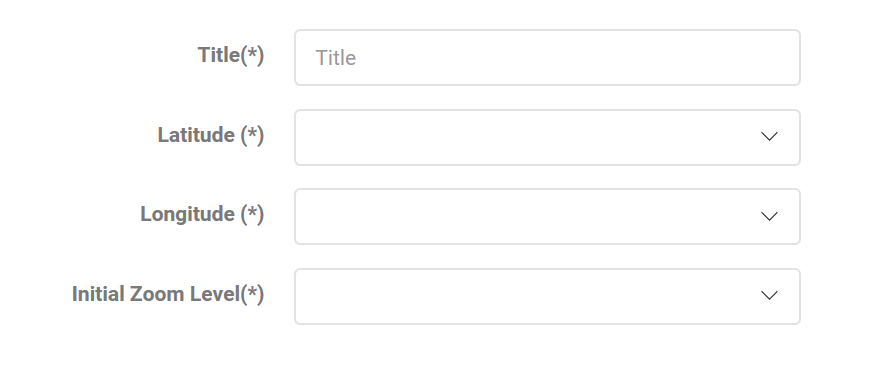 Title(*) Title
Latitude (*)
Longitude (*)
Initial Zoom Level(*)